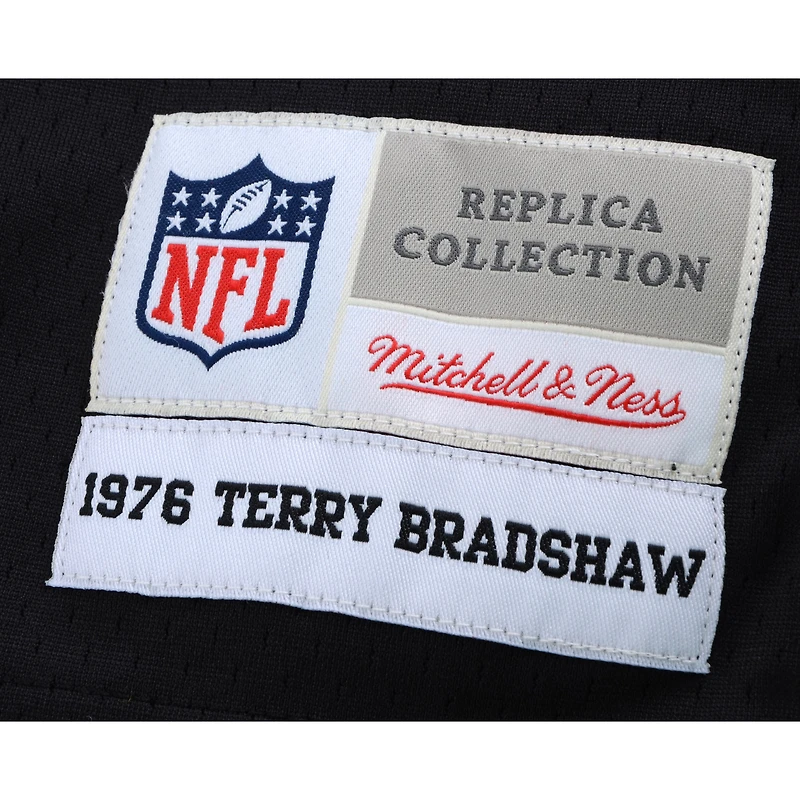 NFL
REPLICA
COLLECTION
Mitchell & Ness
1976 TERRY BRADSHAW